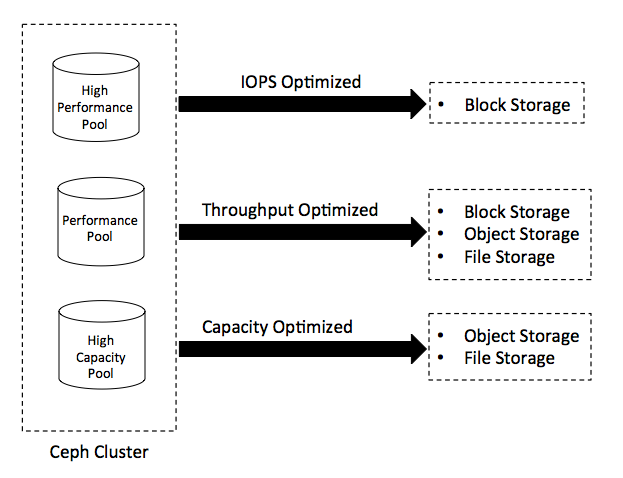 High
Performance
Pool
IOPS Optimized
• Block Storage
Performance
Pool
Throughput Optimized
• Block Storage
• Object Storage
• File Storage
High
Capacity
Pool
Capacity Optimized
• Object Storage
• File Storage
Ceph Cluster